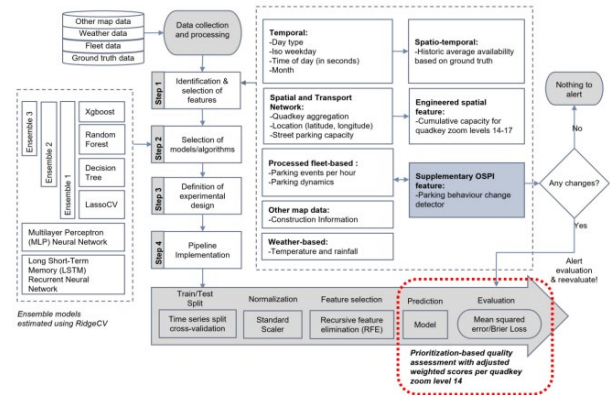 Other map data
Weather data
Fleet data
Ground truth data
Data collection
and processing
Step 1
Identification &
selection of
features
Step 2
Selection of
models/algorithms
Step 3
Definition of
experimental
design
Step 4
Pipeline
Implementation
Ensemble 3
Ensemble 2
Ensemble 1
Xgboost
Random
Forest
Decision
Tree
LassoCV
Multilayer Perceptron
(MLP) Neural Network
Long Short-Term
Memory (LSTM)
Recurrent Neural
Network
Ensemble models
estimated using RidgeCV
Temporal:
-Day type
-Iso weekday
-Time of day (in seconds)
-Month
Spatio-temporal:
-Historic average availability
based on ground truth
Spatial and Transport
Network:
-Quadkey aggregation
-Location (latitude, longitude)
-Street parking capacity
Engineered spatial
feature:
-Cumulative capacity for
quadkey zoom levels 14-17
Processed fleet-based :
-Parking events per hour
-Parking dynamics
Supplementary OSPI
feature:
-Parking behaviour change
detector
Other map data:
-Construction Information
Weather-based:
-Temperature and rainfall
Nothing to
alert
No
Any changes?
Yes
Alert
evaluation &
reevaluate!
Train/Test
Split
Time series split
cross-validation
Normalization
Standard
Scaler
Feature selection
Recursive feature
elimination (RFE)
Prediction
Model
Evaluation
Mean squared
error/Brier Loss
Prioritization-based quality
assessment with adjusted
weighted scores per quadkey
zoom level 14